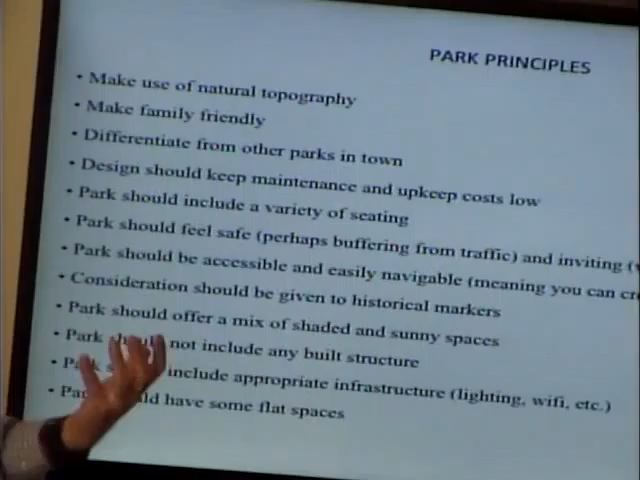 PARK PRINCIPLES
• Make use of natural topography
• Make family friendly
• Differentiate from other parks in town
• Design should keep maintenance and upkeep costs low
• Park should include a variety of seating
• Park should feel safe (perhaps buffering from traffic) and inviting (
• Park should be accessible and easily navigable (meaning you can
• Consideration should be given to historical markers
• Park should offer a mix of shaded and sunny spaces
• Park should not include any built structure
• Park include appropriate infrastructure (lighting, wifi, etc.)
• have some flat spaces